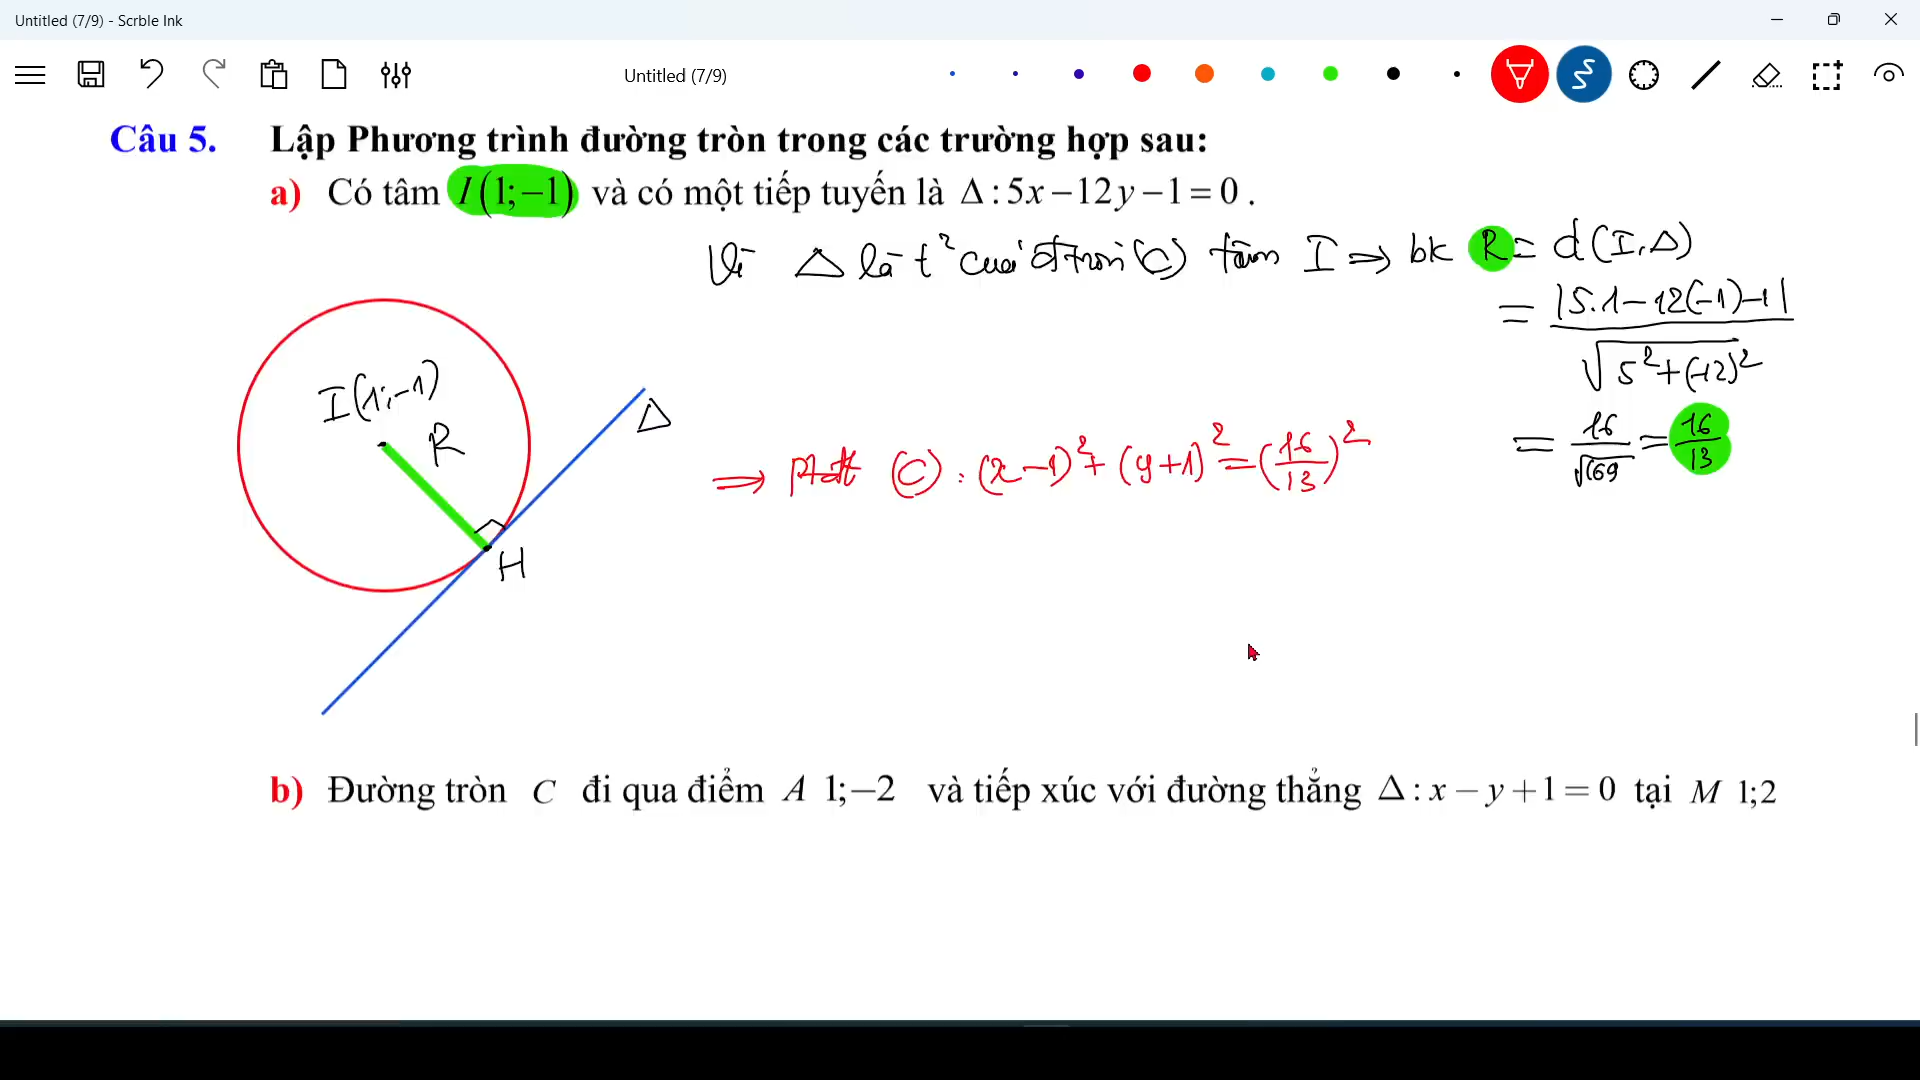 Untitled (7/9) - Scrble Ink
Untitled (7/9)
Câu 5. Lập Phương trình đường tròn trong các trường hợp sau:
a) Có tâm I(1;−1) và có một tiếp tuyến là Δ:5x−12y−1=0.
Vì Δ là t² của đtròn (C) tâm I ⇒ bk R = d(I,Δ)
= |5.1−12(−1)−1| / √(5²+(−12)²)
= 16/√169 = 16/13
I(1;−1)
R
Δ
H
⇒ Ptđt (C): (x−1)²+(y+1)²=(16/13)²
b) Đường tròn C đi qua điểm A 1;−2 và tiếp xúc với đường thẳng Δ:x−y+1=0 tại M 1;2